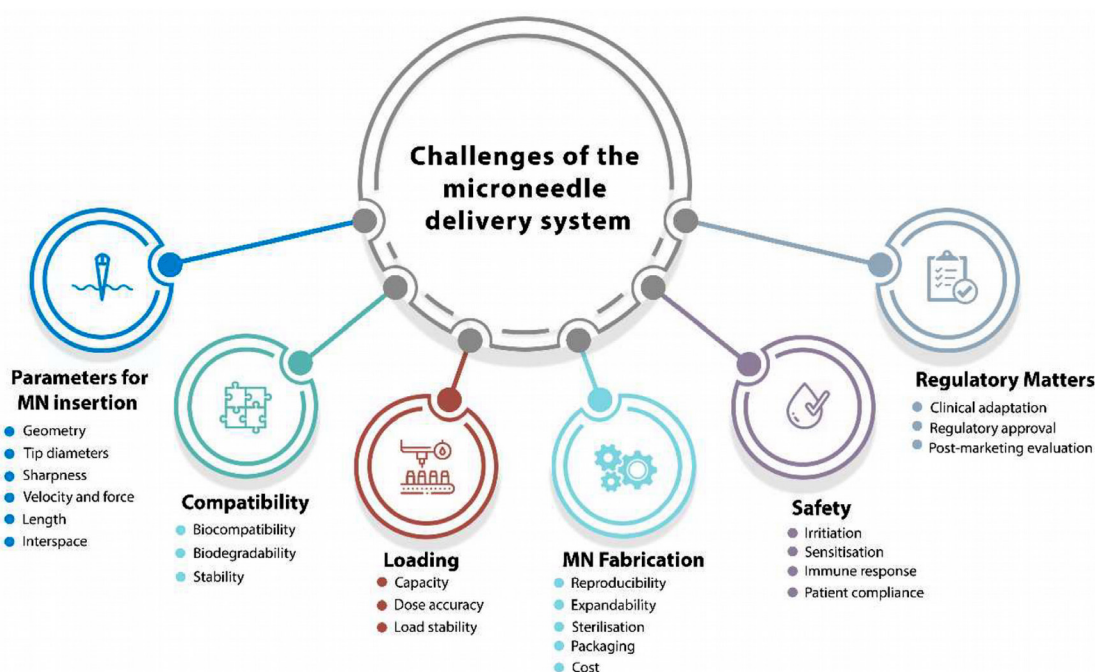 Challenges of the
microneedle
delivery system
Parameters for
MN insertion
Geometry
Tip diameters
Sharpness
Velocity and force
Length
Interspace
Compatibility
Biocompatibility
Biodegradability
Stability
Loading
Capacity
Dose accuracy
Load stability
MN Fabrication
Reproducibility
Expandability
Sterilisation
Packaging
Cost
Safety
Irritiation
Sensitisation
Immune response
Patient compliance
Regulatory Matters
Clinical adaptation
Regulatory approval
Post-marketing evaluation